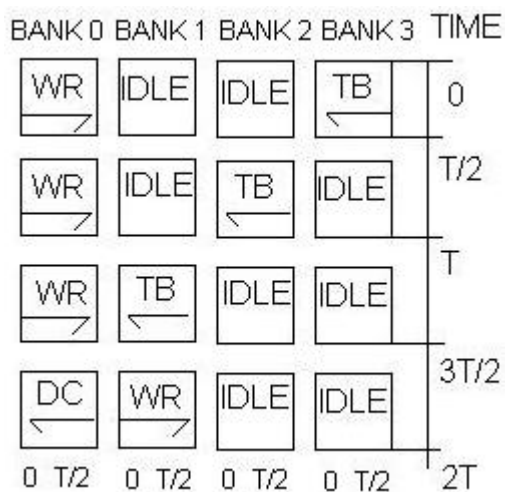 BANK 0 BANK 1 BANK 2 BANK 3 TIME
WR IDLE IDLE TB 0
T/2
WR IDLE TB IDLE
T
WR TB IDLE IDLE
3T/2
DC WR IDLE IDLE
0 T/2 0 T/2 0 T/2 0 T/2 2T